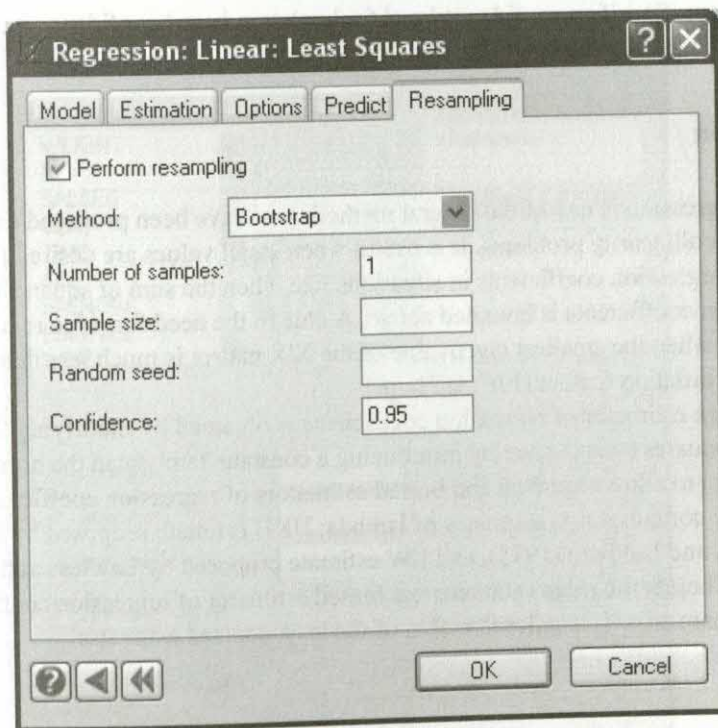 Regression: Linear: Least Squares
Model Estimation Options Predict Resampling
Perform resampling
Method: Bootstrap
Number of samples: 1
Sample size:
Random seed:
Confidence: 0.95
OK Cancel